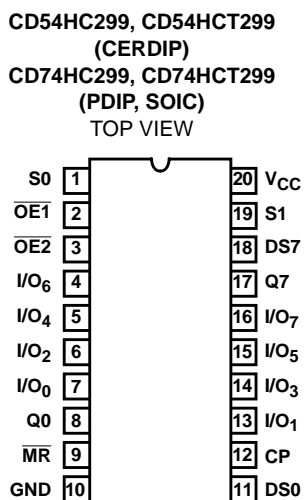 CD54HC299, CD54HCT299
(CERDIP)
CD74HC299, CD74HCT299
(PDIP, SOIC)
TOP VIEW
S0 1 20 VCC
OE1 2 19 S1
OE2 3 18 DS7
I/O6 4 17 Q7
I/O4 5 16 I/O7
I/O2 6 15 I/O5
I/O0 7 14 I/O3
Q0 8 13 I/O1
MR 9 12 CP
GND 10 11 DS0